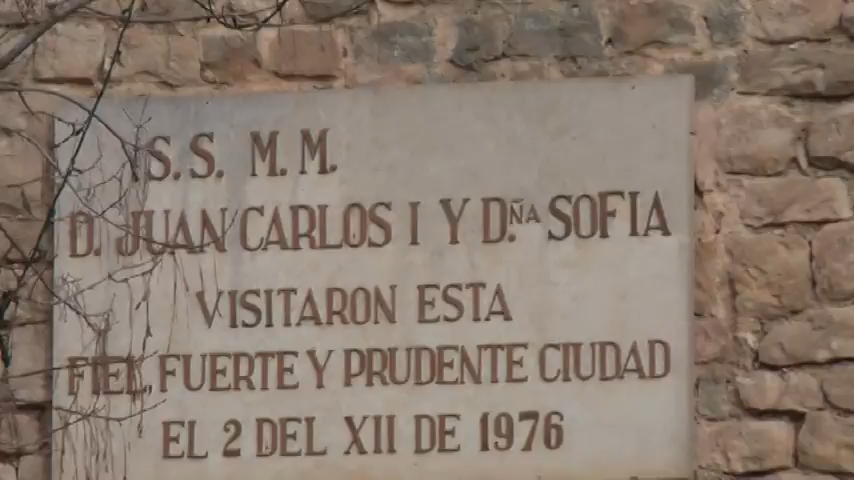 S.S. M.M.
D. JUAN CARLOS I Y D.ÑA SOFIA
VISITARON ESTA
FIEL, FUERTE Y PRUDENTE CIUDAD
EL 2 DEL XII DE 1976